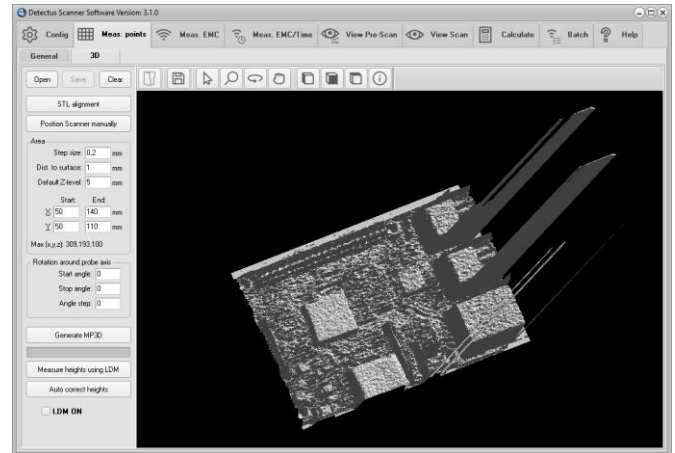 Detectus Scanner Software Version: 3.1.0
Config Meas. points Meas. EMC Meas. EMC/Time View Pre-Scan View Scan Calculate Batch Help
General 3D
Open Save Clear
STL alignment
Position Scanner manually
Area
Step size: 0,2 mm
Dist. to surface: 1 mm
Default Z-level: 5 mm
Start: End:
X 50 140 mm
Y 50 110 mm
Max (x,y,z): 309,193,100
Rotation around probe axis
Start angle: 0
Stop angle: 0
Angle step: 0
Generate MP3D
Measure heights using LDM
Auto correct heights
LDM ON